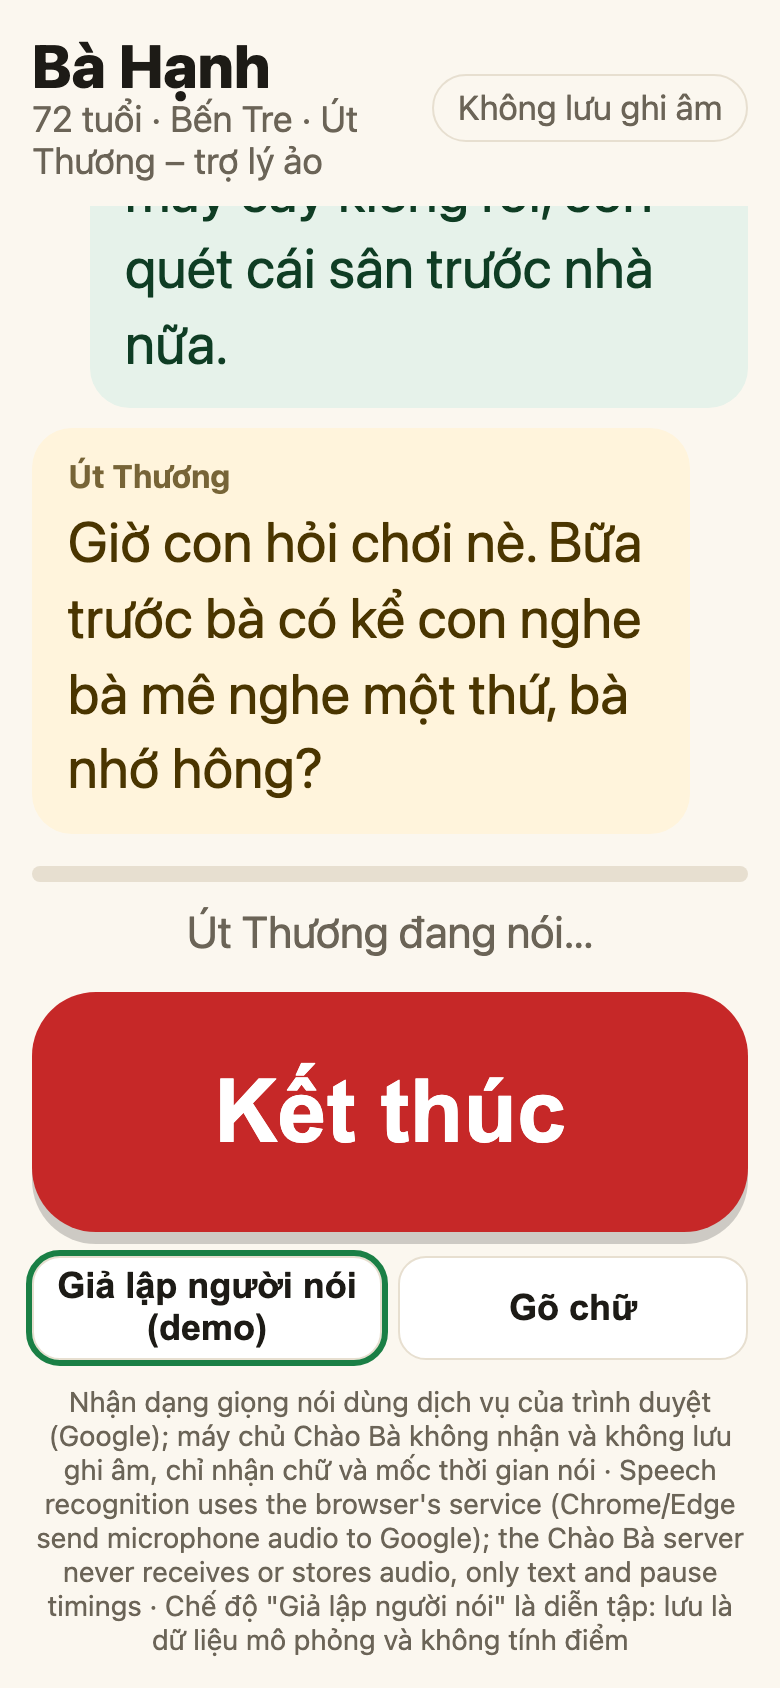 Bà Hạnh
72 tuổi · Bến Tre · Út
Thương – trợ lý ảo
Không lưu ghi âm
quét cái sân trước nhà
nữa.
Út Thương
Giờ con hỏi chơi nè. Bữa
trước bà có kể con nghe
bà mê nghe một thứ, bà
nhớ hông?
Út Thương đang nói...
Kết thúc
Giả lập người nói
(demo)
Gõ chữ
Nhận dạng giọng nói dùng dịch vụ của trình duyệt
(Google); máy chủ Chào Bà không nhận và không lưu
ghi âm, chỉ nhận chữ và mốc thời gian nói · Speech
recognition uses the browser's service (Chrome/Edge
send microphone audio to Google); the Chào Bà server
never receives or stores audio, only text and pause
timings · Chế độ "Giả lập người nói" là diễn tập: lưu là
dữ liệu mô phỏng và không tính điểm